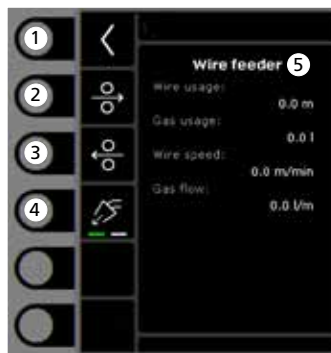 1
2
3
4
Wire feeder 5
Wire usage:
0.0 m
Gas usage:
0.0 l
Wire speed:
0.0 m/min
Gas flow:
0.0 l/m